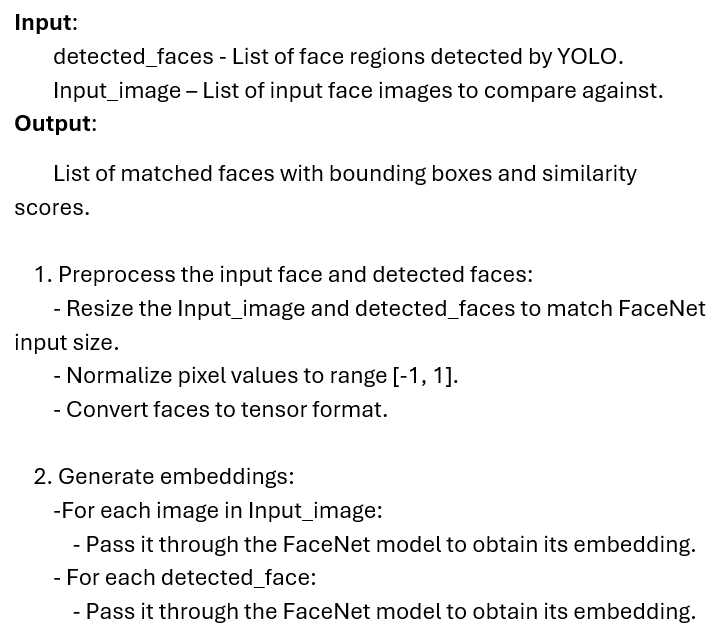 Input:
detected_faces - List of face regions detected by YOLO.
Input_image – List of input face images to compare against.
Output:
List of matched faces with bounding boxes and similarity
scores.
1. Preprocess the input face and detected faces:
- Resize the Input_image and detected_faces to match FaceNet
input size.
- Normalize pixel values to range [-1, 1].
- Convert faces to tensor format.
2. Generate embeddings:
-For each image in Input_image:
- Pass it through the FaceNet model to obtain its embedding.
- For each detected_face:
- Pass it through the FaceNet model to obtain its embedding.